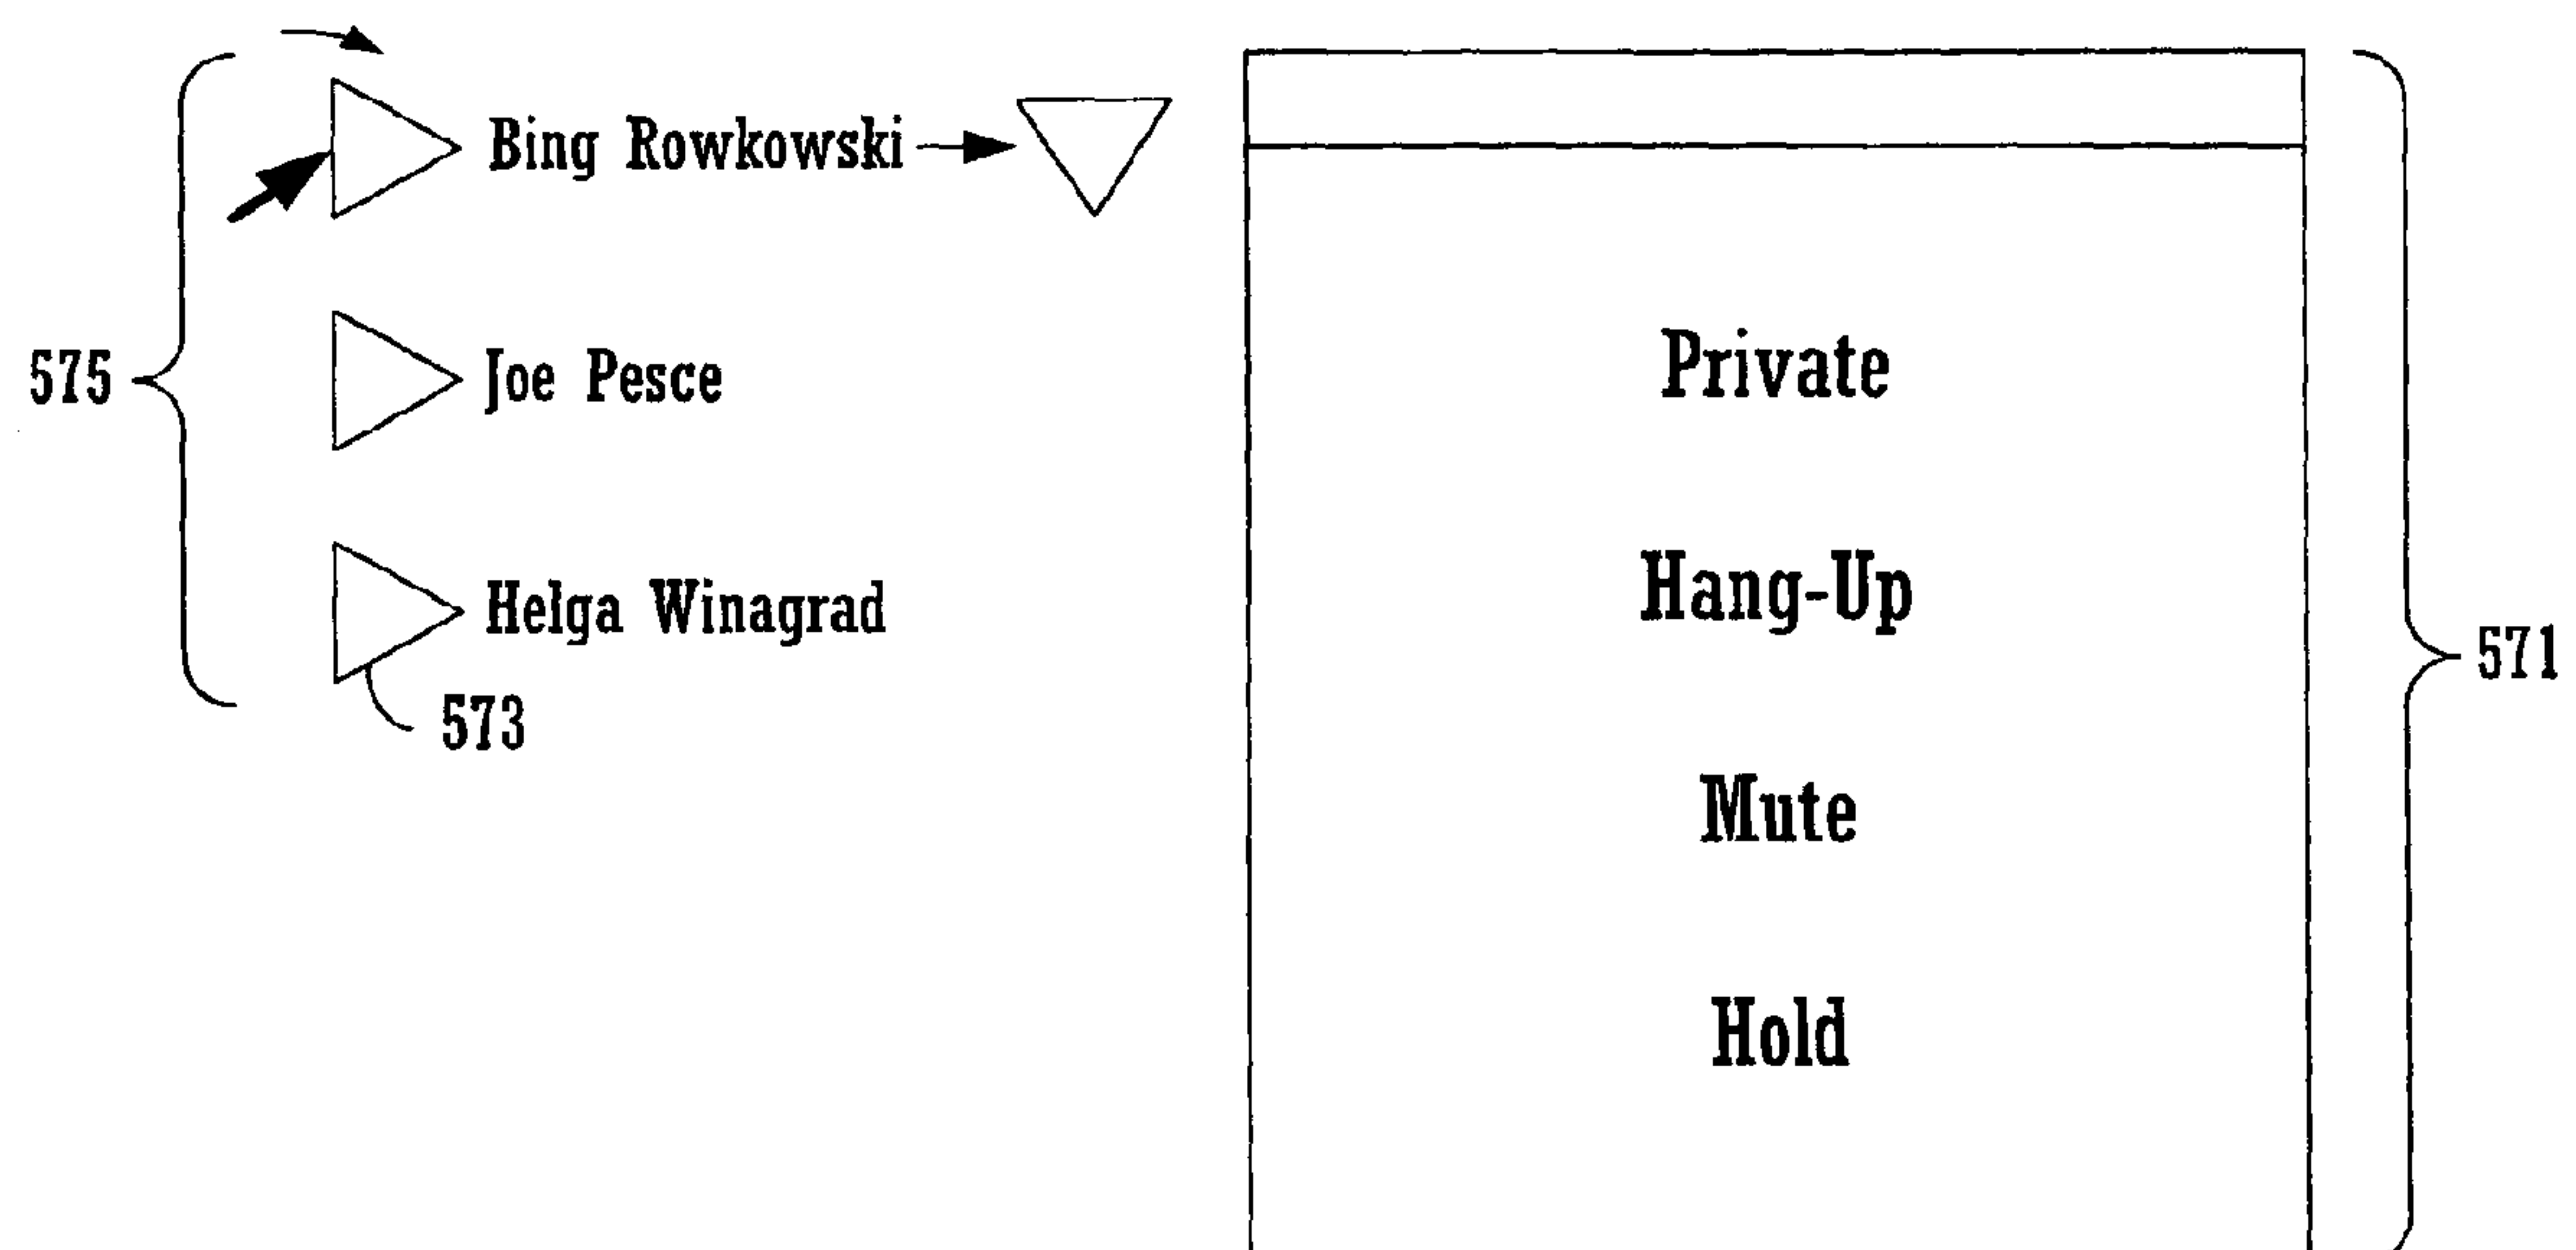 Bing Rowkowski
575
Joe Pesce
Helga Winagrad
573
Private
Hang-Up
Mute
Hold
571